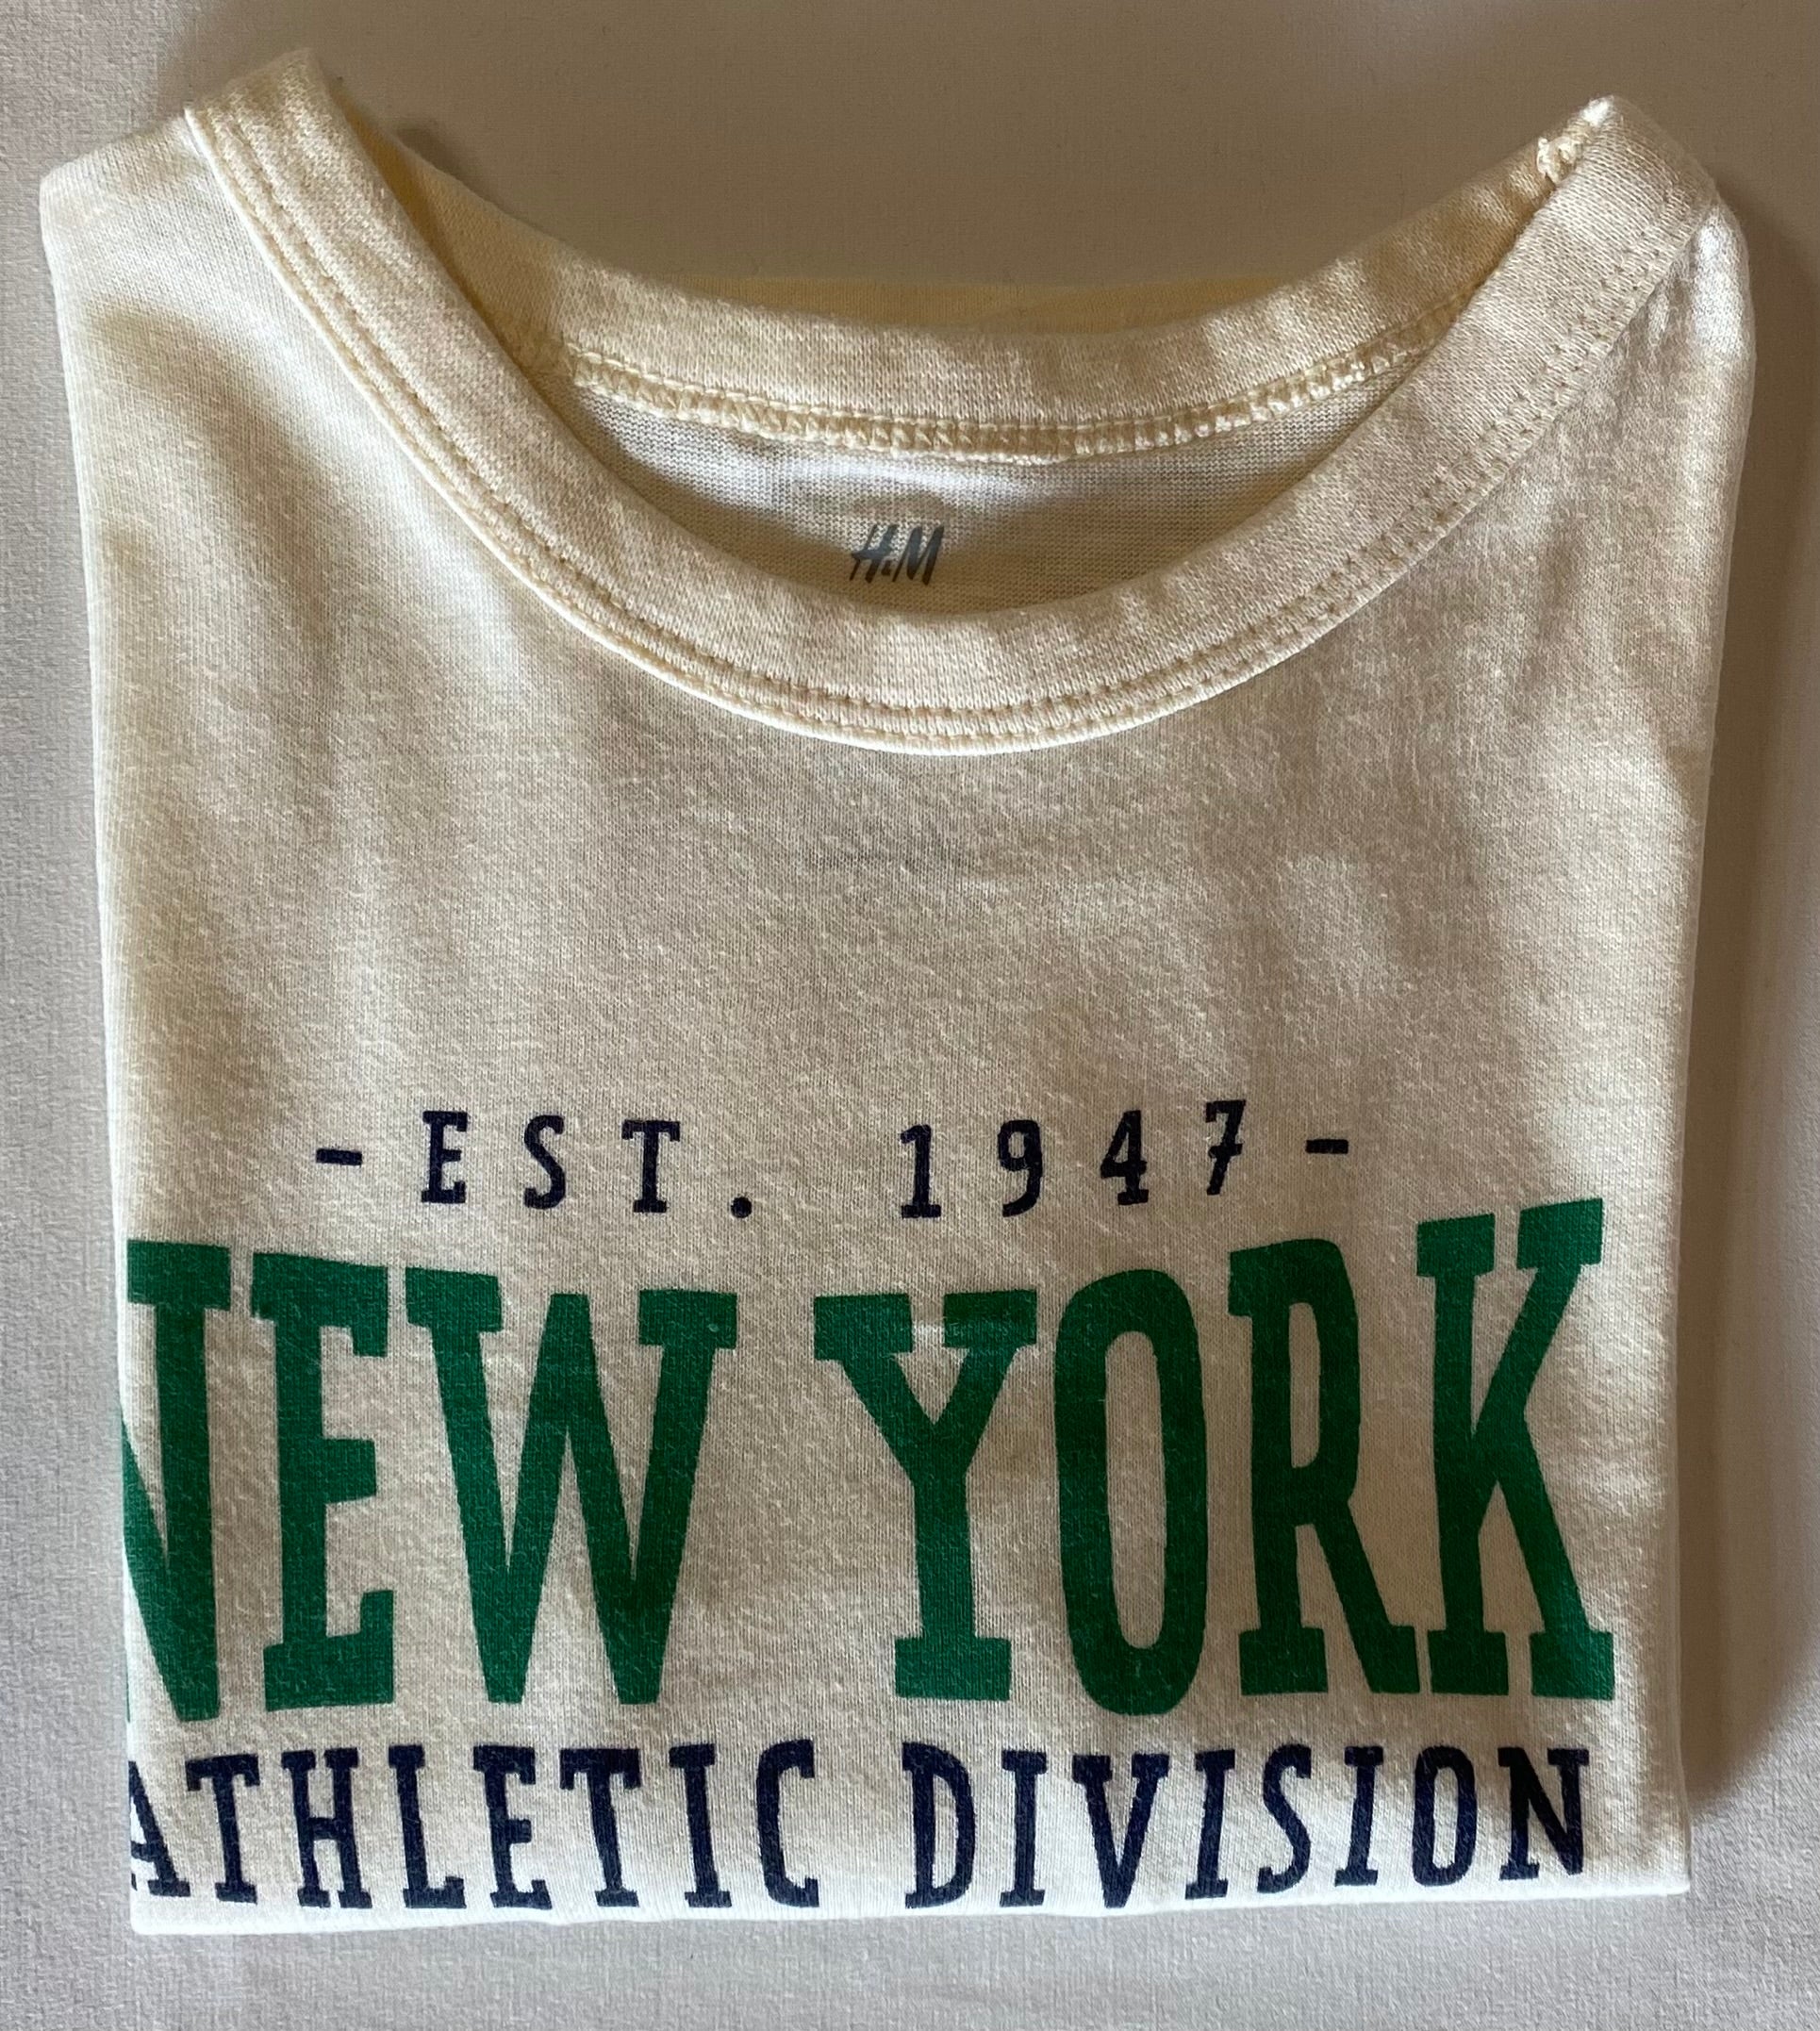 H&M
- EST. 1947 -
NEW YORK
ATHLETIC DIVISION